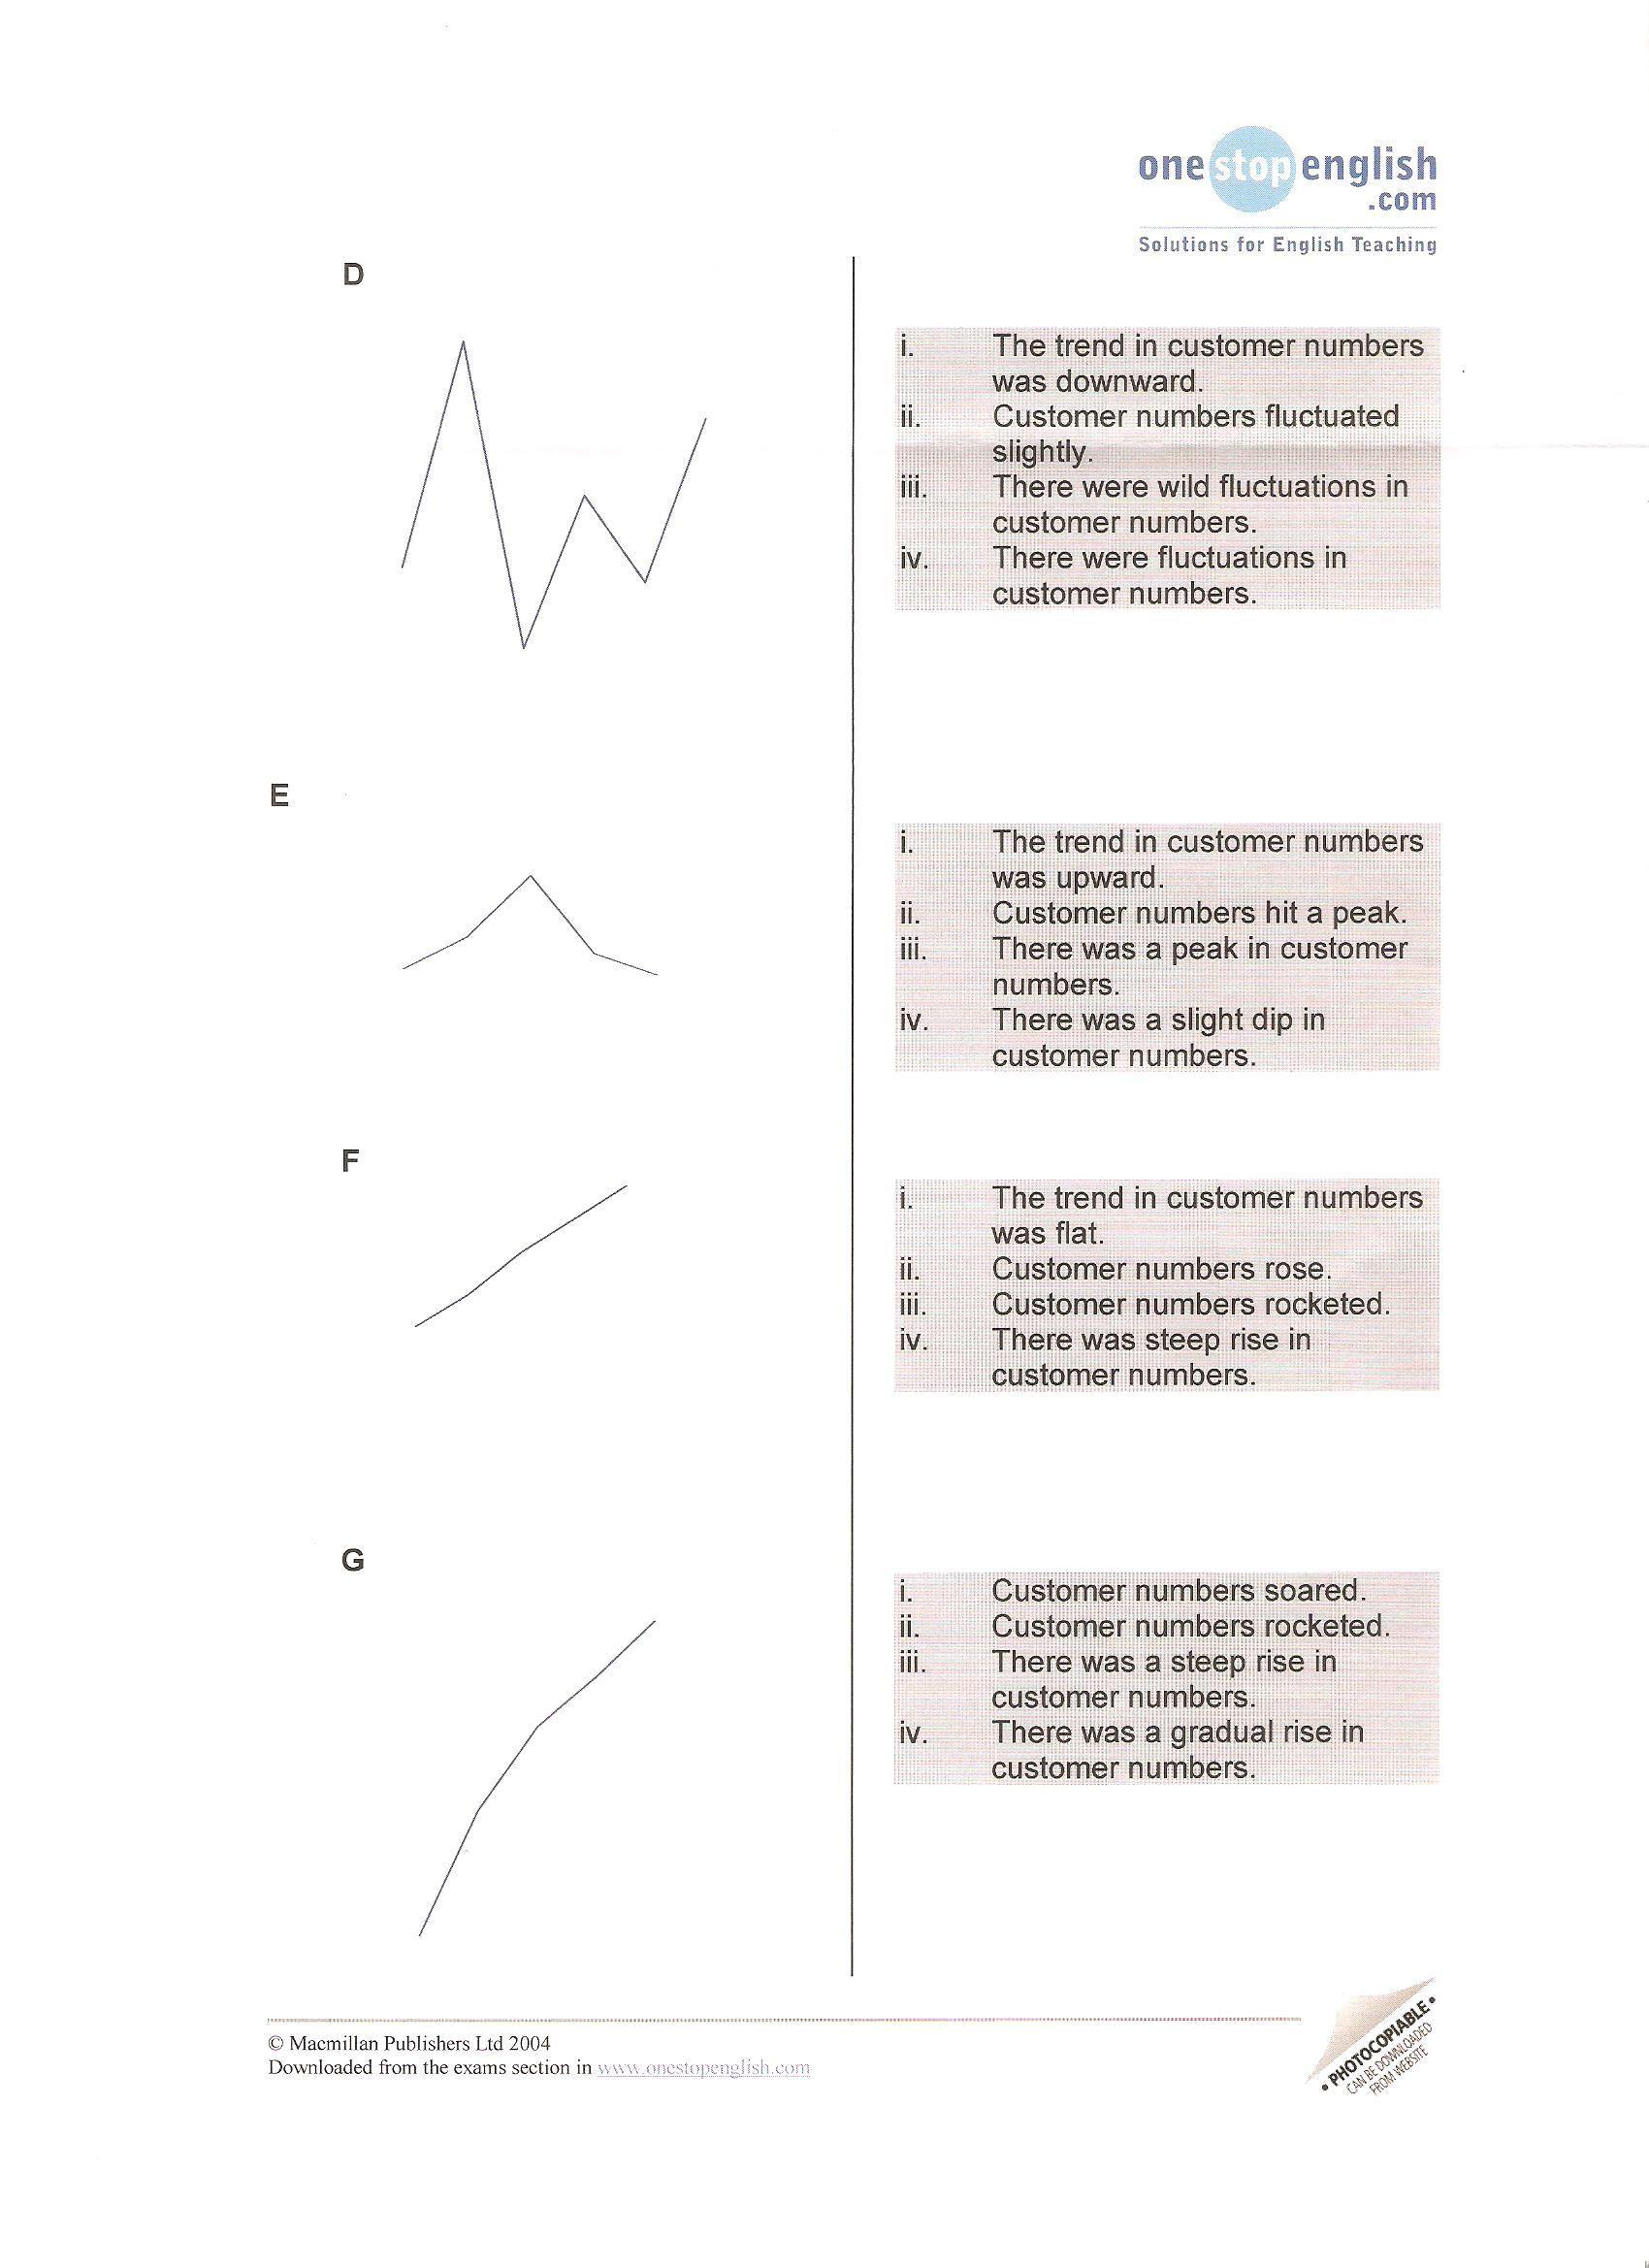 onestopenglish
.com
Solutions for English Teaching
D
i. The trend in customer numbers
was downward.
ii. Customer numbers fluctuated
slightly.
iii. There were wild fluctuations in
customer numbers.
iv. There were fluctuations in
customer numbers.
E
i. The trend in customer numbers
was upward.
ii. Customer numbers hit a peak.
iii. There was a peak in customer
numbers.
iv. There was a slight dip in
customer numbers.
F
i. The trend in customer numbers
was flat.
ii. Customer numbers rose.
iii. Customer numbers rocketed.
iv. There was steep rise in
customer numbers.
G
i. Customer numbers soared.
ii. Customer numbers rocketed.
iii. There was a steep rise in
customer numbers.
iv. There was a gradual rise in
customer numbers.
© Macmillan Publishers Ltd 2004
Downloaded from the exams section in www.onestopenglish.com
• PHOTOCOPIABLE •
CAN BE DOWNLOADED
FROM WEBSITE